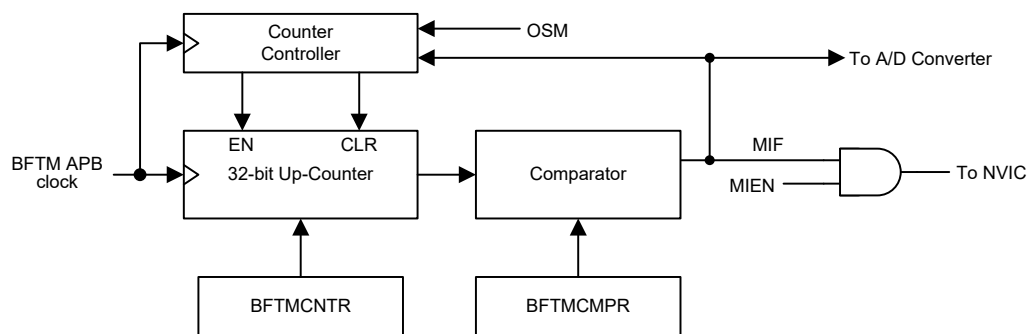 Counter
Controller
OSM
To A/D Converter
EN
CLR
BFTM APB
clock
32-bit Up-Counter
Comparator
MIF
MIEN
To NVIC
BFTMCNTR
BFTMCMPR